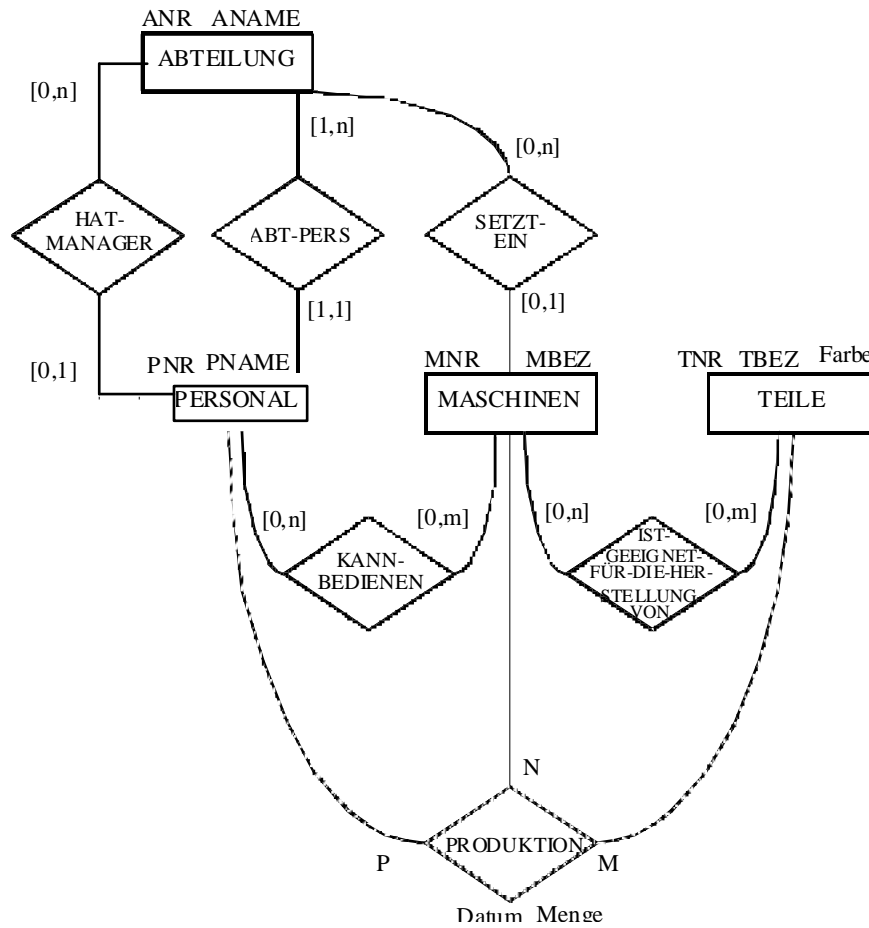 ANR ANAME
ABTEILUNG
[0,n]
[1,n]
[0,n]
HAT-
MANAGER
ABT-PERS
SETZT-
EIN
[1,1]
[0,1]
[0,1]
PNR PNAME
MNR MBEZ
TNR TBEZ Farbe
PERSONAL
MASCHINEN
TEILE
[0,n]
[0,m]
[0,n]
[0,m]
KANN-
BEDIENEN
IST-
GEEIGNET-
FÜR-DIE-HER-
STELLUNG-
VON
N
PRODUKTION
P
M
Datum Menge